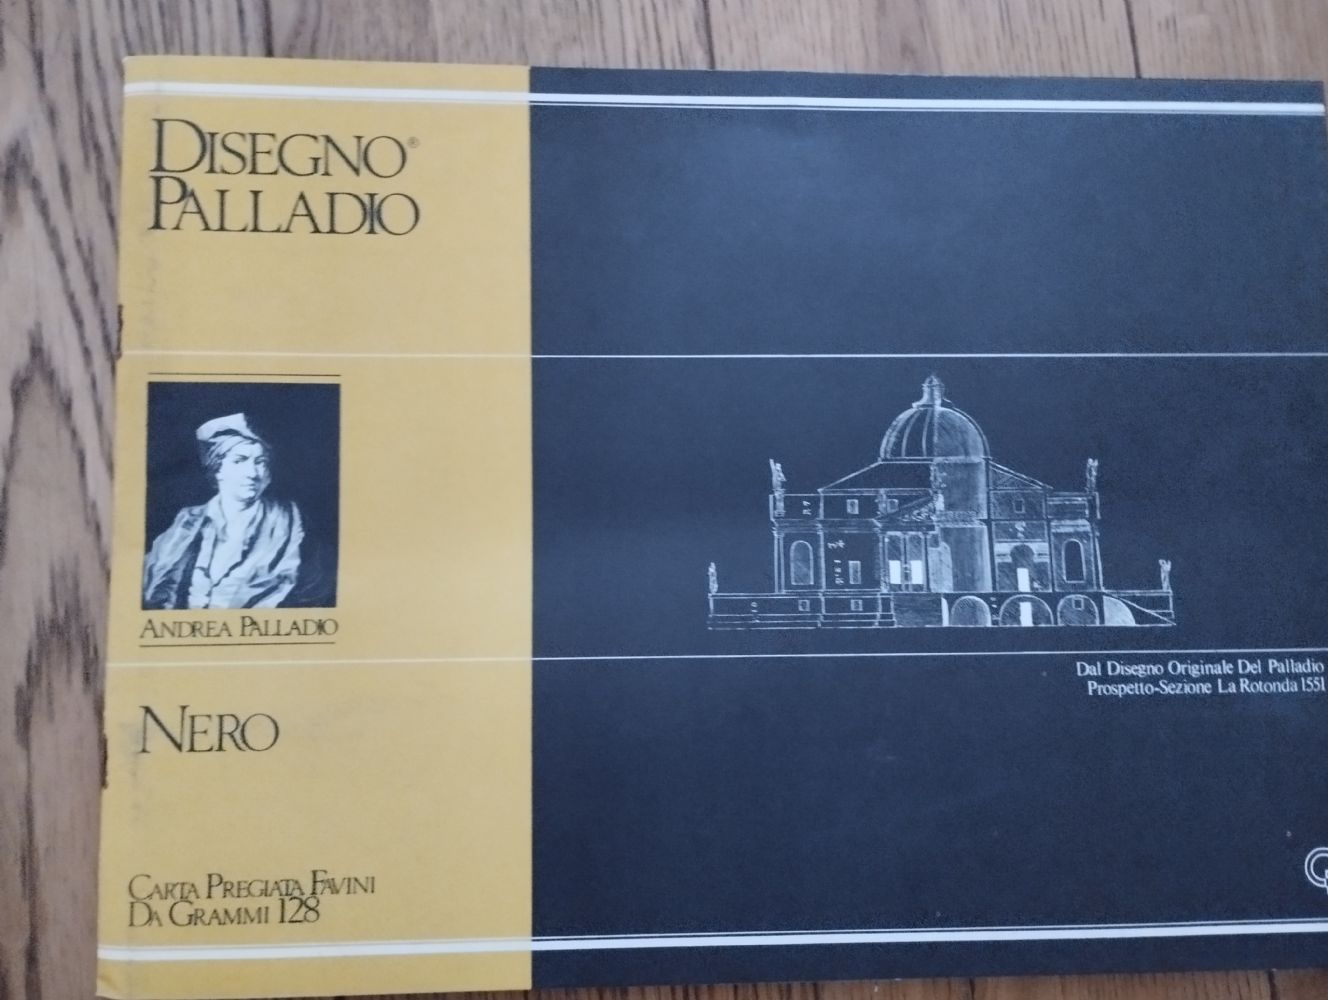 DISEGNO®
PALLADIO
ANDREA PALLADIO
Dal Disegno Originale Del Palladio
Prospetto-Sezione La Rotonda 1551
NERO
CARTA PREGIATA FAVINI
DA GRAMMI 128